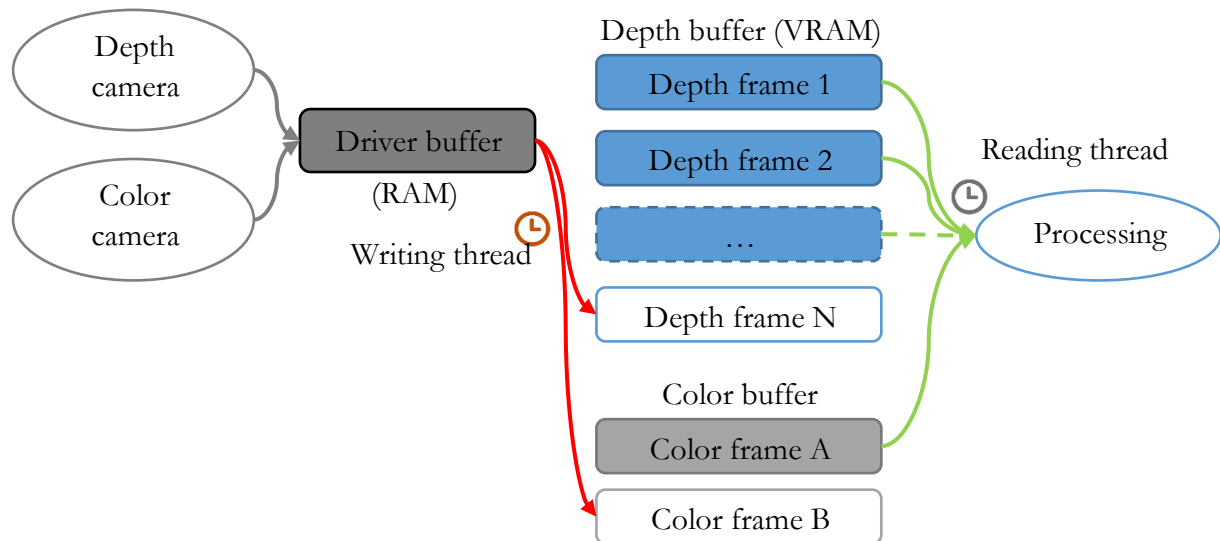 Depth
camera
Color
camera
Driver buffer
(RAM)
Writing thread
Depth buffer (VRAM)
Depth frame 1
Depth frame 2
…
Depth frame N
Color buffer
Color frame A
Color frame B
Reading thread
Processing